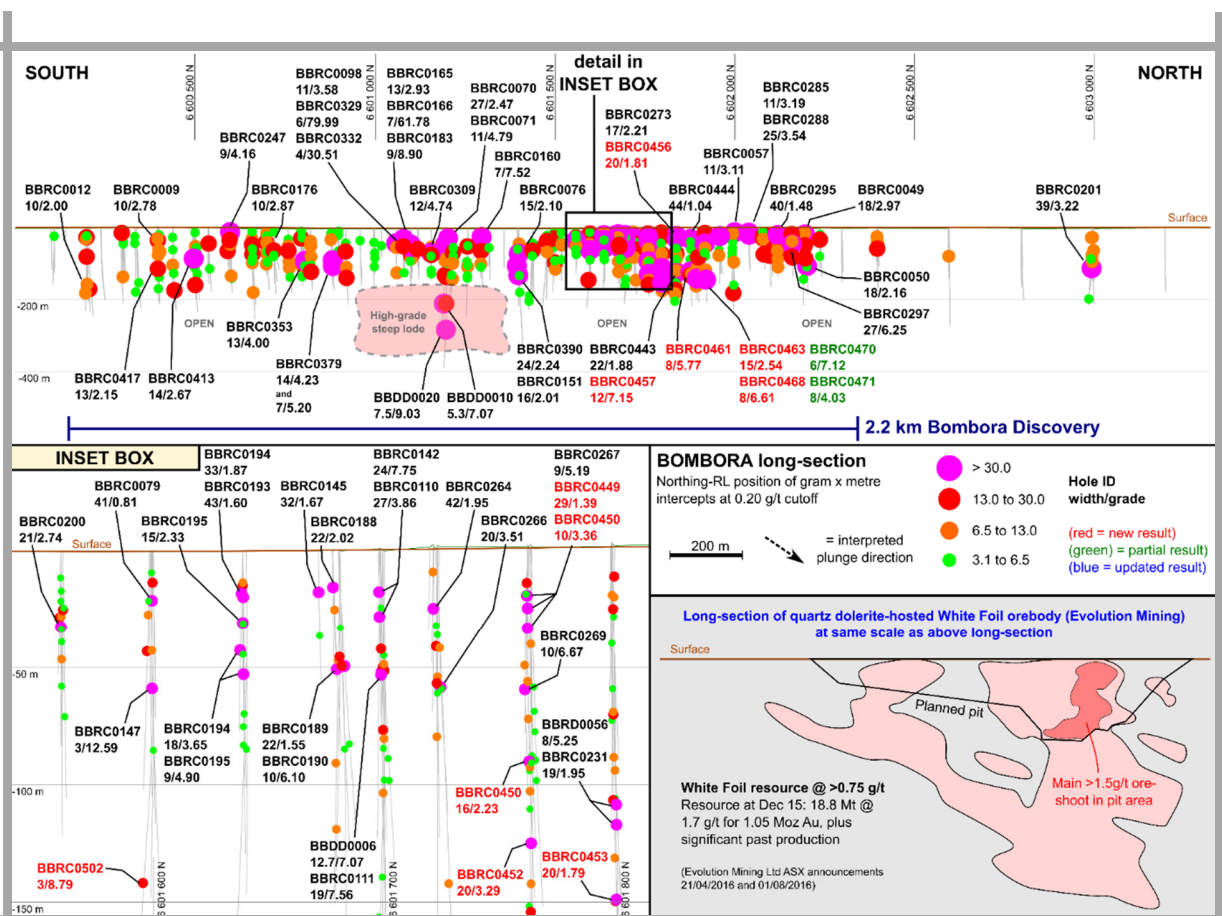 SOUTH
NORTH
detail in
INSET BOX
6 600 500 N
6 601 000 N
6 601 500 N
6 602 000 N
6 602 500 N
6 603 000 N
BBRC0098
11/3.58
BBRC0329
6/79.99
BBRC0332
4/30.51
BBRC0165
13/2.93
BBRC0166
7/61.78
BBRC0183
9/8.90
BBRC0070
27/2.47
BBRC0071
11/4.79
BBRC0160
7/7.52
BBRC0273
17/2.21
BBRC0456
20/1.81
BBRC0285
11/3.19
BBRC0288
25/3.54
BBRC0247
9/4.16
BBRC0057
11/3.11
BBRC0012
10/2.00
BBRC0009
10/2.78
BBRC0176
10/2.87
BBRC0309
12/4.74
BBRC0076
15/2.10
BBRC0444
44/1.04
BBRC0295
40/1.48
BBRC0049
18/2.97
BBRC0201
39/3.22
Surface
BBRC0050
18/2.16
-200 m
BBRC0297
27/6.25
OPEN
High-grade
steep lode
OPEN
OPEN
BBRC0353
13/4.00
BBRC0379
14/4.23
and
7/5.20
BBRC0390
24/2.24
BBRC0151
16/2.01
BBRC0443
22/1.88
BBRC0457
12/7.15
BBRC0461
8/5.77
BBRC0463
15/2.54
BBRC0468
8/6.61
BBRC0470
6/7.12
BBRC0471
8/4.03
-400 m
BBRC0417
13/2.15
BBRC0413
14/2.67
BBDD0020
7.5/9.03
BBDD0010
5.3/7.07
2.2 km Bombora Discovery
INSET BOX
BBRC0194
33/1.87
BBRC0193
43/1.60
BBRC0142
24/7.75
BBRC0110
27/3.86
BBRC0267
9/5.19
BBRC0449
29/1.39
BBRC0450
10/3.36
BBRC0079
41/0.81
BBRC0145
32/1.67
BBRC0264
42/1.95
BBRC0200
21/2.74
BBRC0195
15/2.33
BBRC0188
22/2.02
BBRC0266
20/3.51
Surface
BBRC0269
10/6.67
-50 m
BBRC0147
3/12.59
BBRC0194
18/3.65
BBRC0195
9/4.90
BBRC0189
22/1.55
BBRC0190
10/6.10
BBRD0056
8/5.25
BBRC0231
19/1.95
-100 m
BBRC0450
16/2.23
BBDD0006
12.7/7.07
BBRC0111
19/7.56
BBRC0502
3/8.79
BBRC0452
20/3.29
BBRC0453
20/1.79
6 601 600 N
6 601 700 N
6 601 800 N
-150 m
BOMBORA long-section
Northing-RL position of gram x metre
intercepts at 0.20 g/t cutoff
200 m
= interpreted
plunge direction
> 30.0
13.0 to 30.0
6.5 to 13.0
3.1 to 6.5
Hole ID
width/grade
(red = new result)
(green) = partial result)
(blue = updated result)
Long-section of quartz dolerite-hosted White Foil orebody (Evolution Mining)
at same scale as above long-section
Surface
Planned pit
Main >1.5g/t ore-
shoot in pit area
White Foil resource @ >0.75 g/t
Resource at Dec 15: 18.8 Mt @
1.7 g/t for 1.05 Moz Au, plus
significant past production
(Evolution Mining Ltd ASX announcements
21/04/2016 and 01/08/2016)